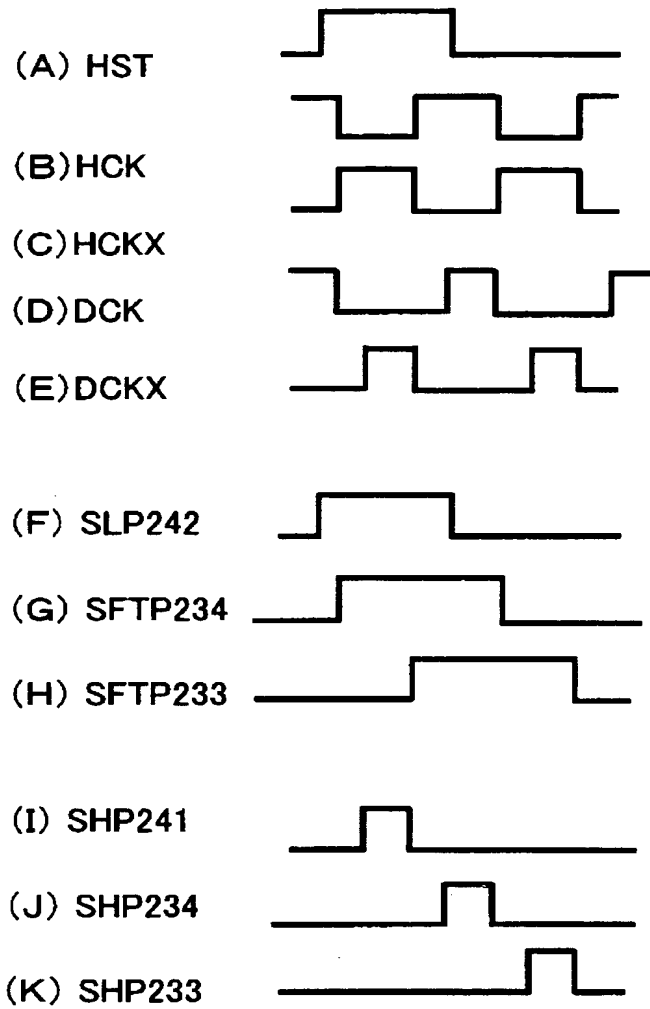 (A) HST
(B)HCK
(C)HCKX
(D)DCK
(E)DCKX
(F) SLP242
(G) SFTP234
(H) SFTP233
(I) SHP241
(J) SHP234
(K) SHP233